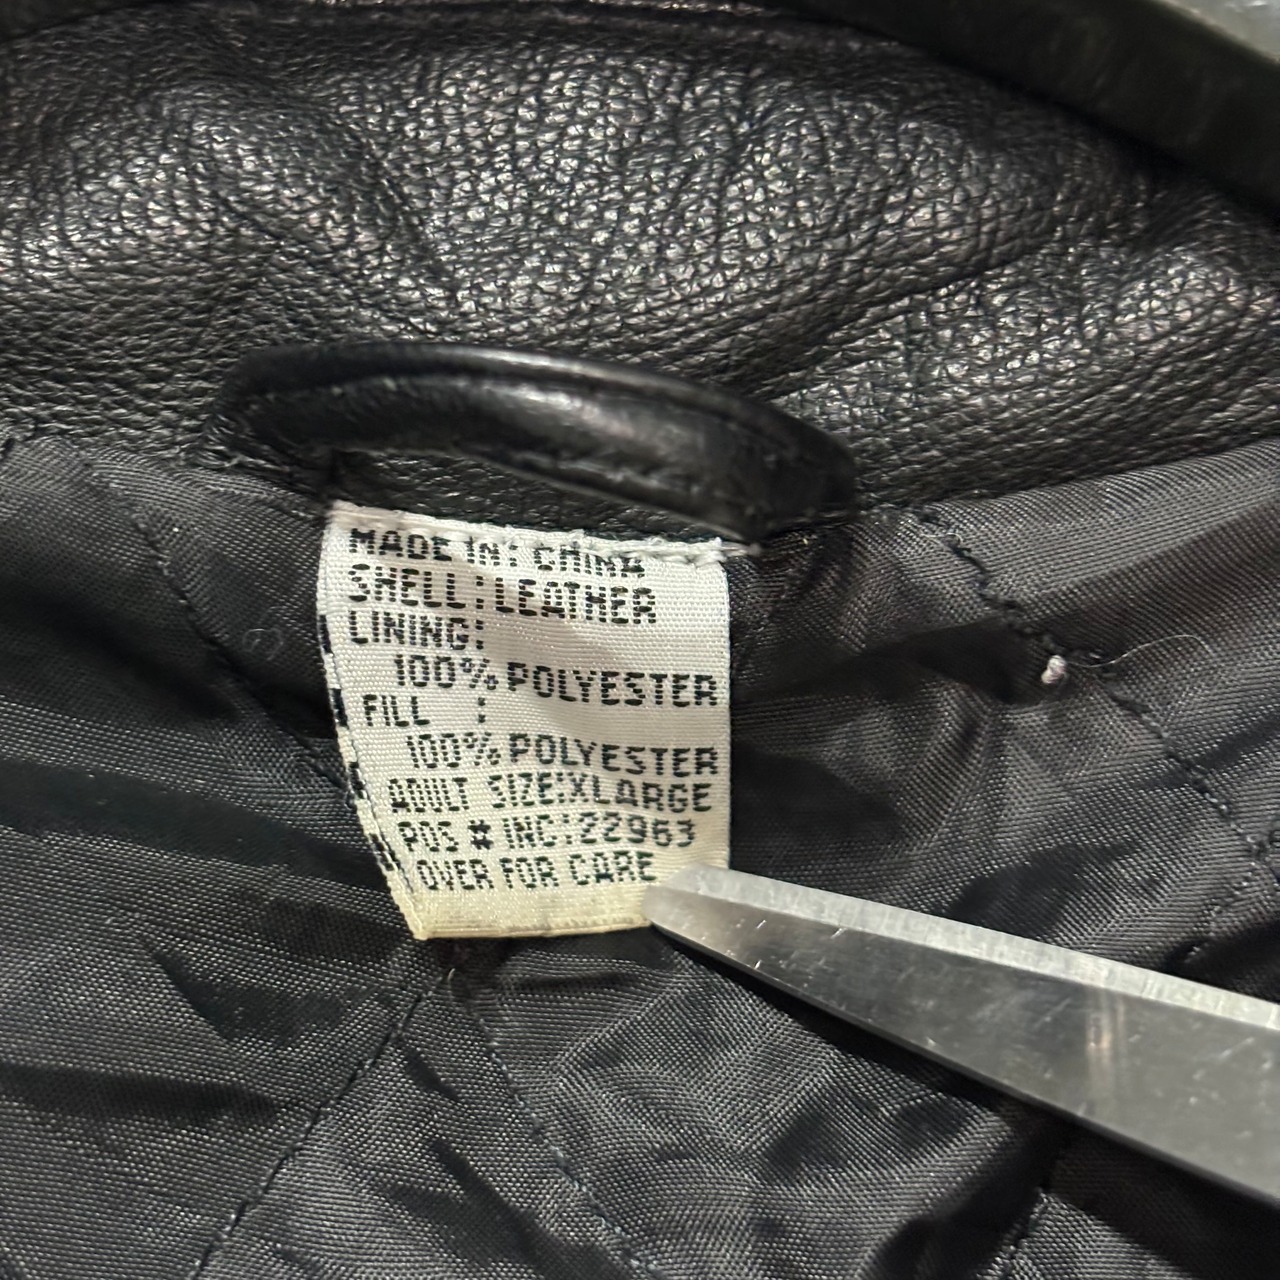 MADE IN: CHINA
SHELL: LEATHER
LINING:
100% POLYESTER
FILL :
100% POLYESTER
ADULT SIZE:XLARGE
POS # INC:22963
OVER FOR CARE